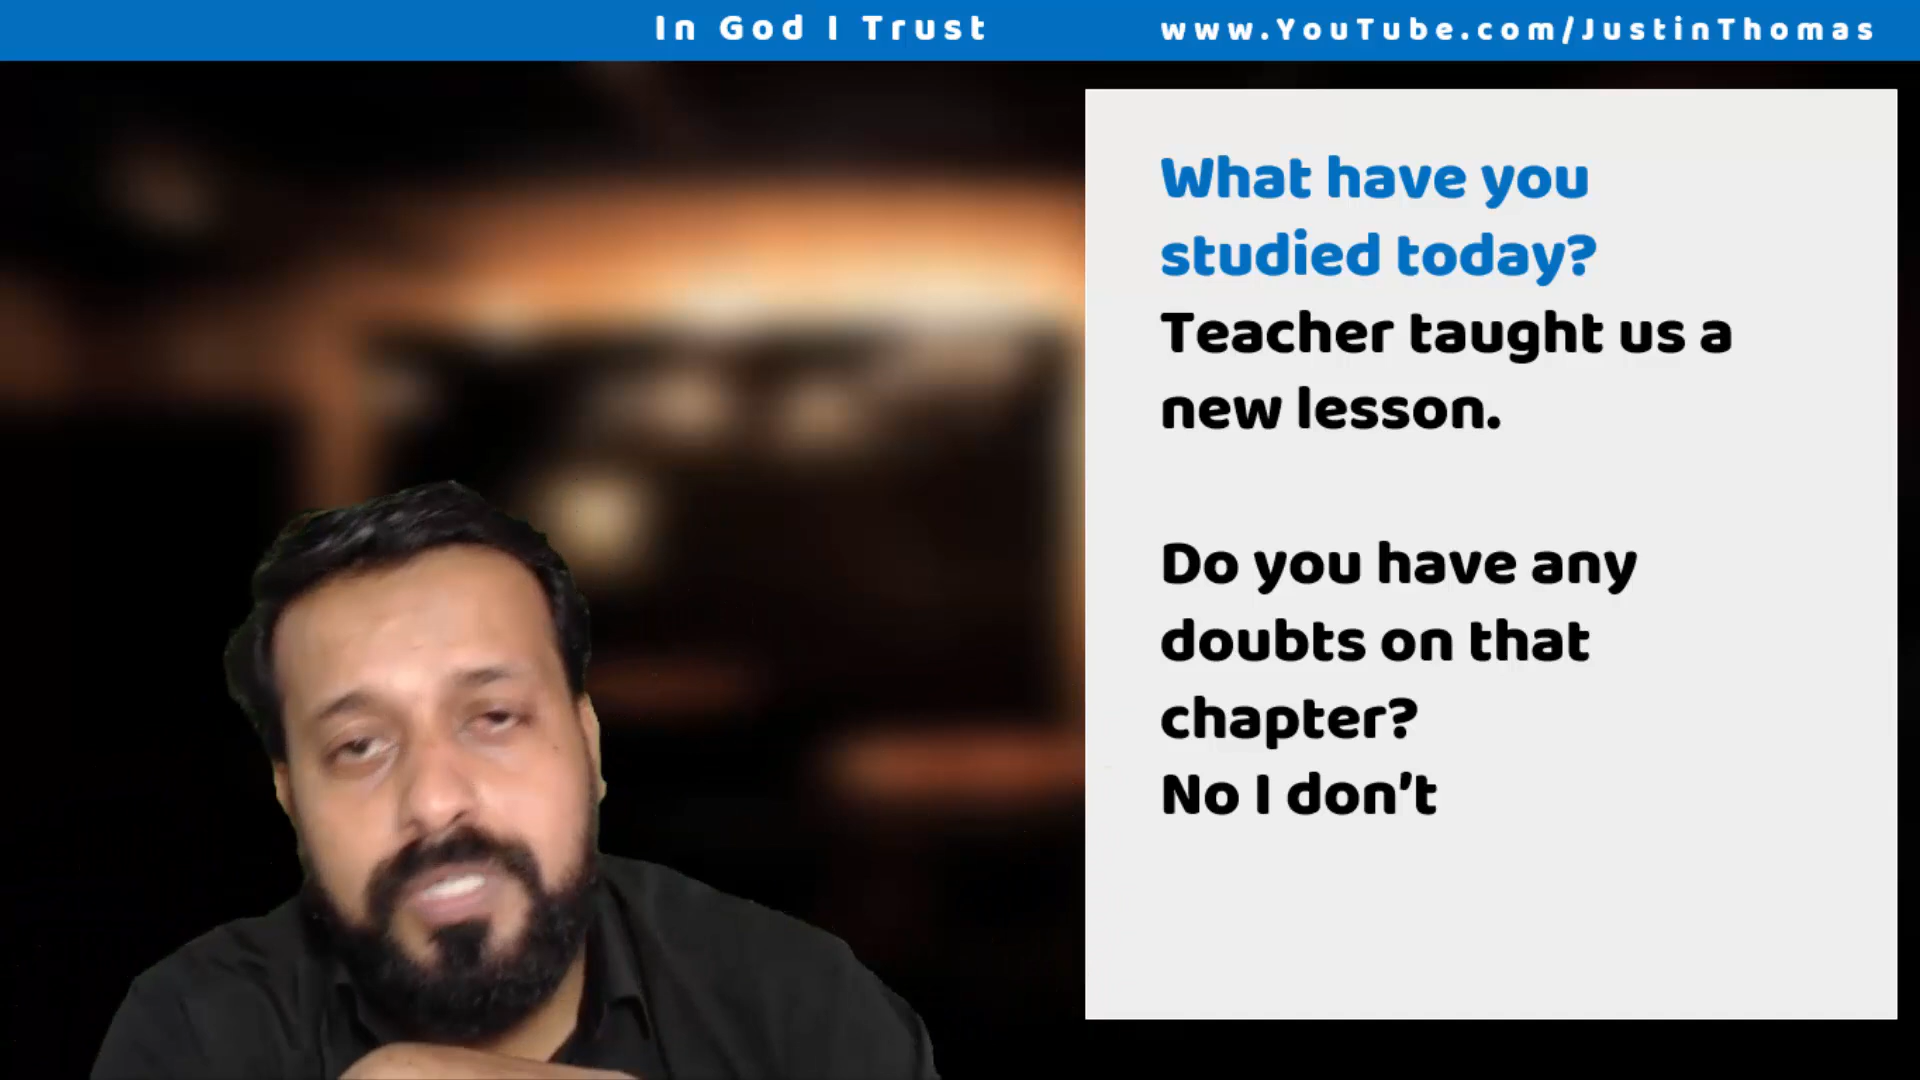 In God I Trust
www.YouTube.com/JustinThomas
What have you
studied today?
Teacher taught us a
new lesson.
Do you have any
doubts on that
chapter?
No I don't